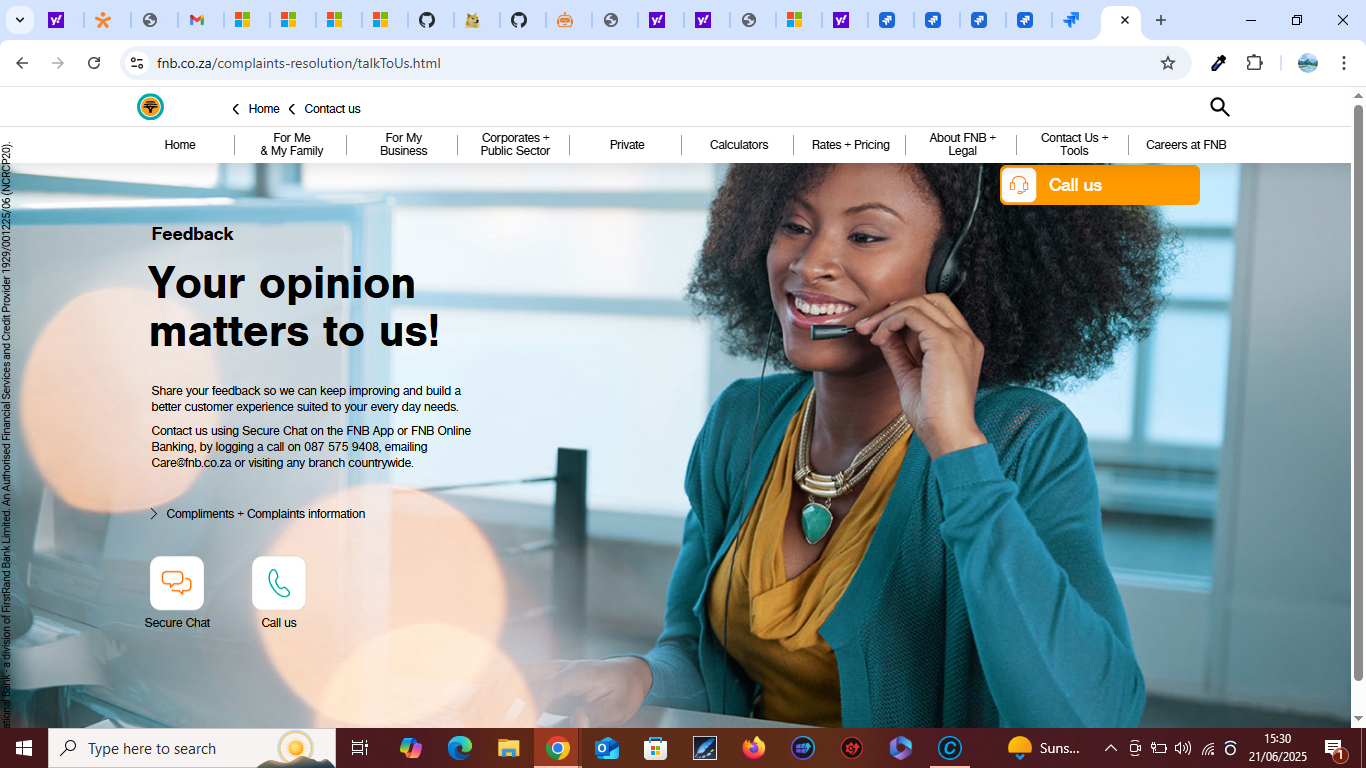 fnb.co.za/complaints-resolution/talkToUs.html
Home
Contact us
Home
For Me
& My Family
For My
Business
Corporates +
Public Sector
Private
Calculators
Rates + Pricing
About FNB +
Legal
Contact Us +
Tools
Careers at FNB
Call us
Feedback
Your opinion
matters to us!
Share your feedback so we can keep improving and build a
better customer experience suited to your every day needs.
Contact us using Secure Chat on the FNB App or FNB Online
Banking, by logging a call on 087 575 9408, emailing
Care@fnb.co.za or visiting any branch countrywide.
Compliments + Complaints information
Secure Chat
Call us
ational Bank - a division of FirstRand Bank Limited. An Authorised Financial Services and Credit Provider 1929/001225/06 (NCRCP20).
Type here to search
Suns...
15:30
21/06/2025
1